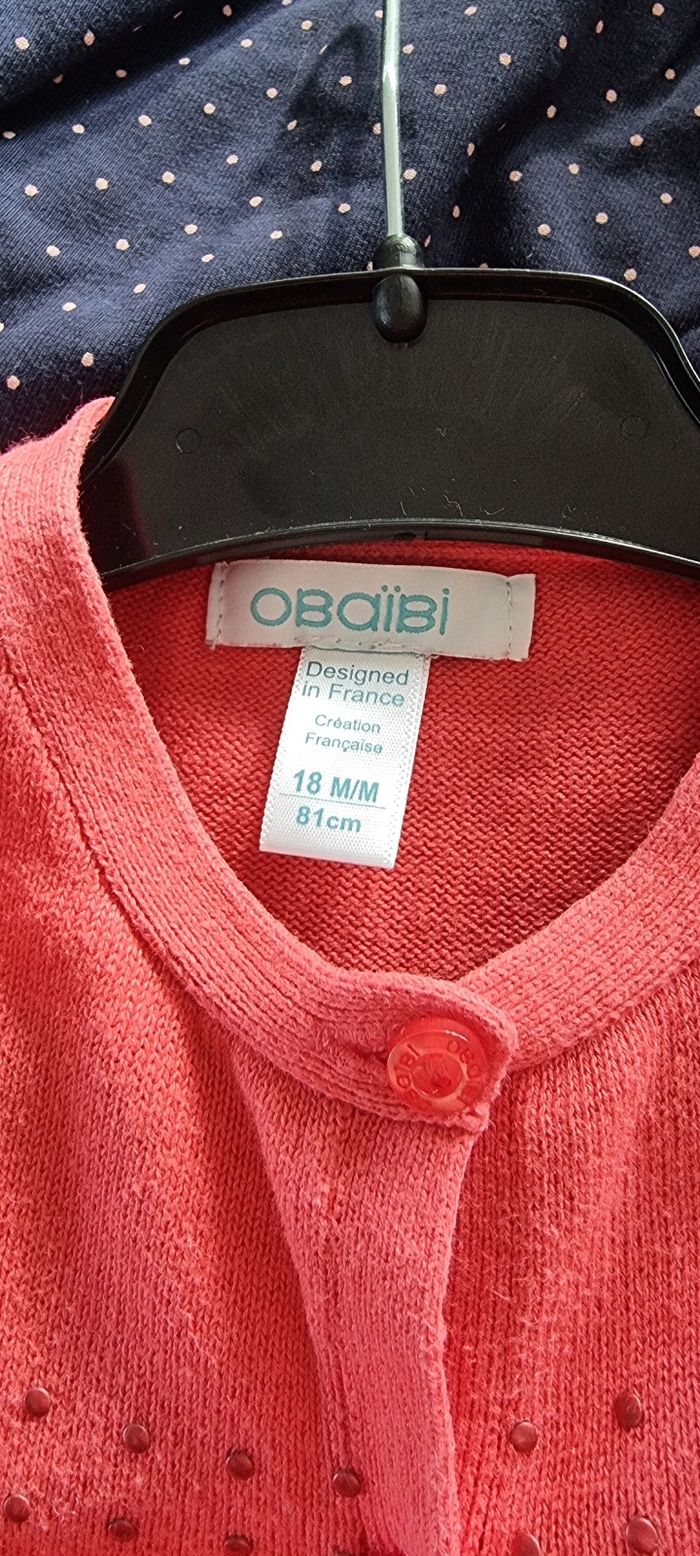 OBaïBi
Designed
in France
Création
Française
18 M/M
81cm